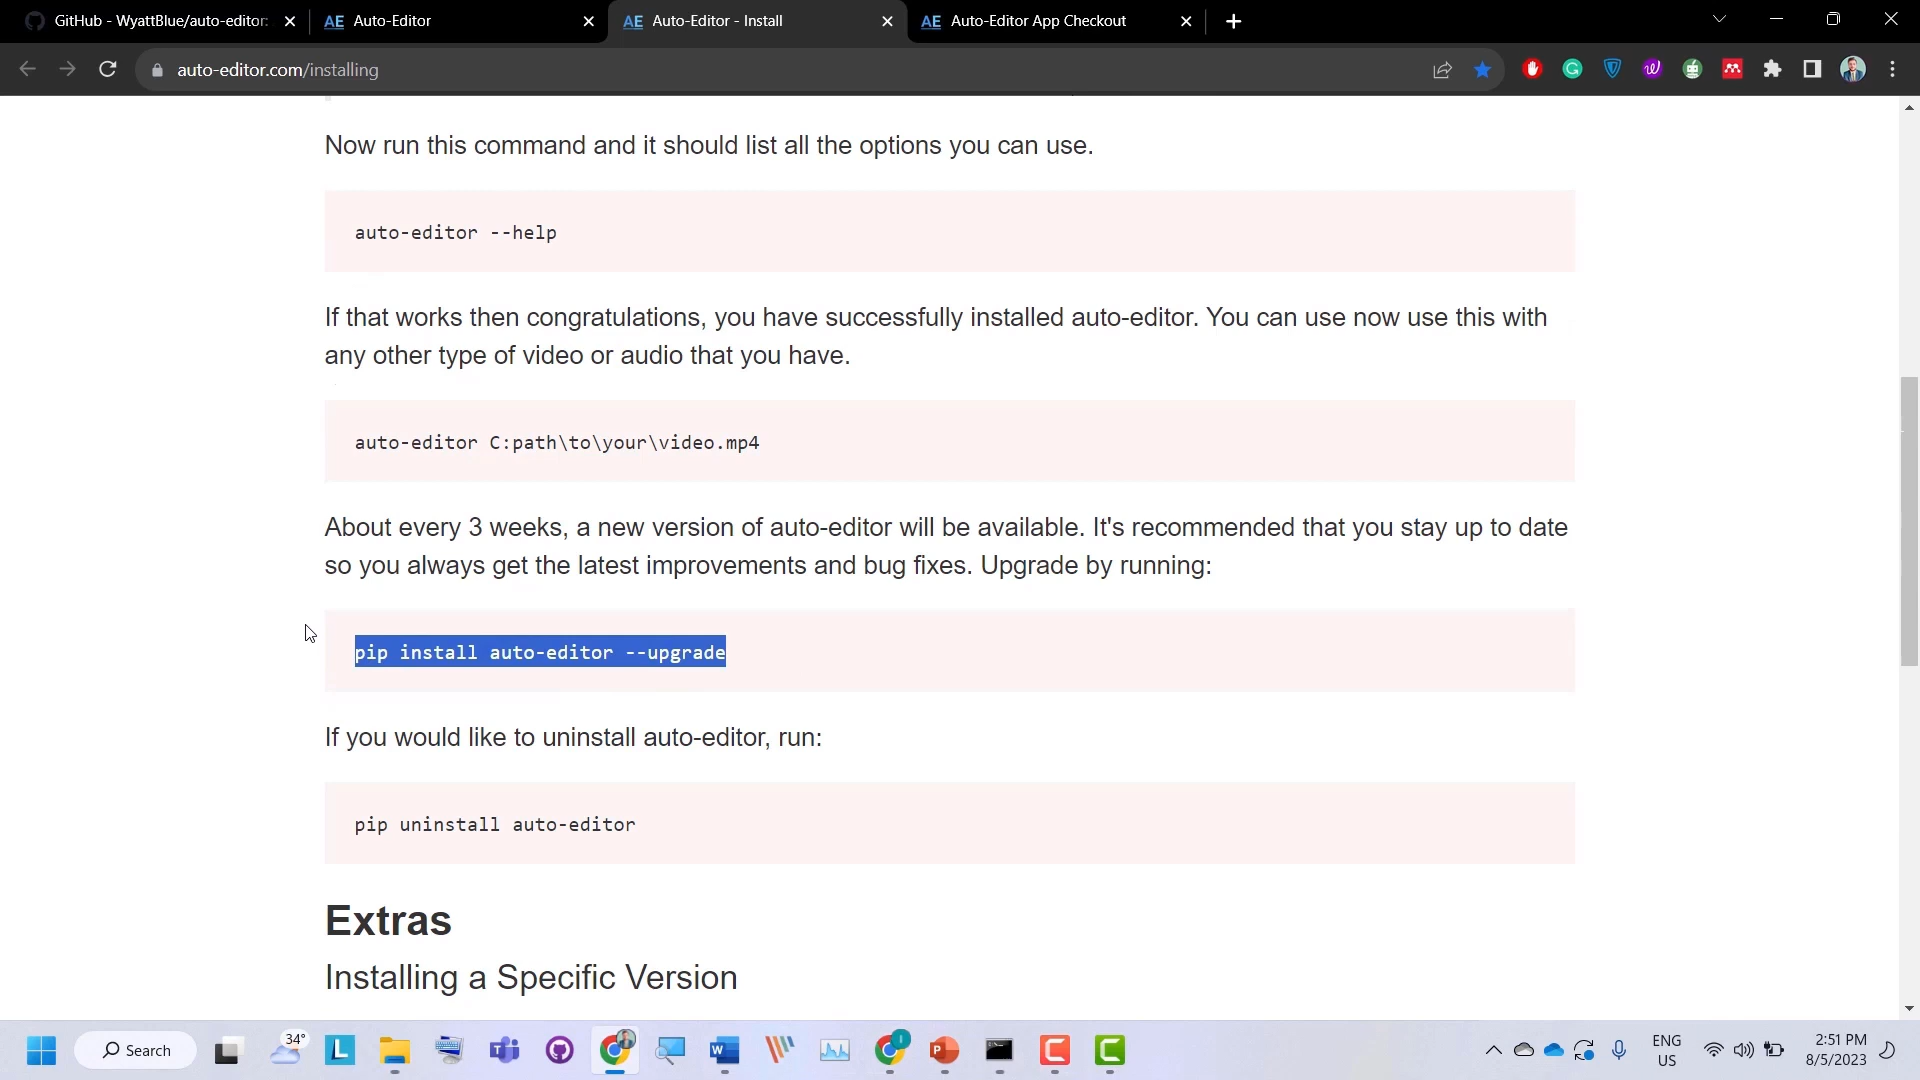 GitHub - WyattBlue/auto-editor:
AE Auto-Editor
AE Auto-Editor - Install
AE Auto-Editor App Checkout
auto-editor.com/installing
Now run this command and it should list all the options you can use.
auto-editor --help
If that works then congratulations, you have successfully installed auto-editor. You can use now use this with
any other type of video or audio that you have.
auto-editor C:path\to\your\video.mp4
About every 3 weeks, a new version of auto-editor will be available. It's recommended that you stay up to date
so you always get the latest improvements and bug fixes. Upgrade by running:
pip install auto-editor --upgrade
If you would like to uninstall auto-editor, run:
pip uninstall auto-editor
Extras
Installing a Specific Version
Search
34°
ENG
US
2:51 PM
8/5/2023